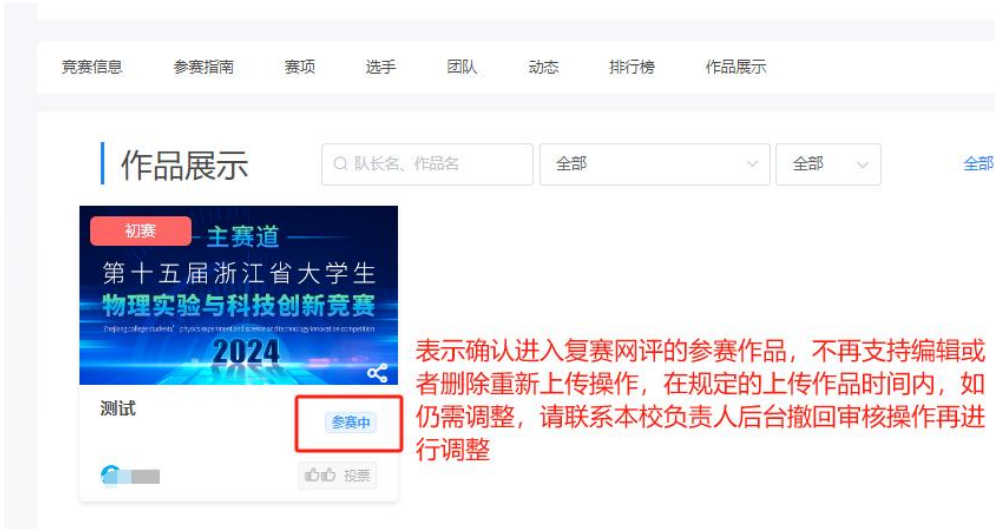 竞赛信息 参赛指南 赛项 选手 团队 动态 排行榜 作品展示
作品展示 队长名、作品名 全部 全部 全部
初赛
主赛道
第十五届浙江省大学生
物理实验与科技创新竞赛
2024
表示确认进入复赛网评的参赛作品，不再支持编辑或
者删除重新上传操作，在规定的上传作品时间内，如
仍需调整，请联系本校负责人后台撤回审核操作再进
行调整
测试
参赛中
投票